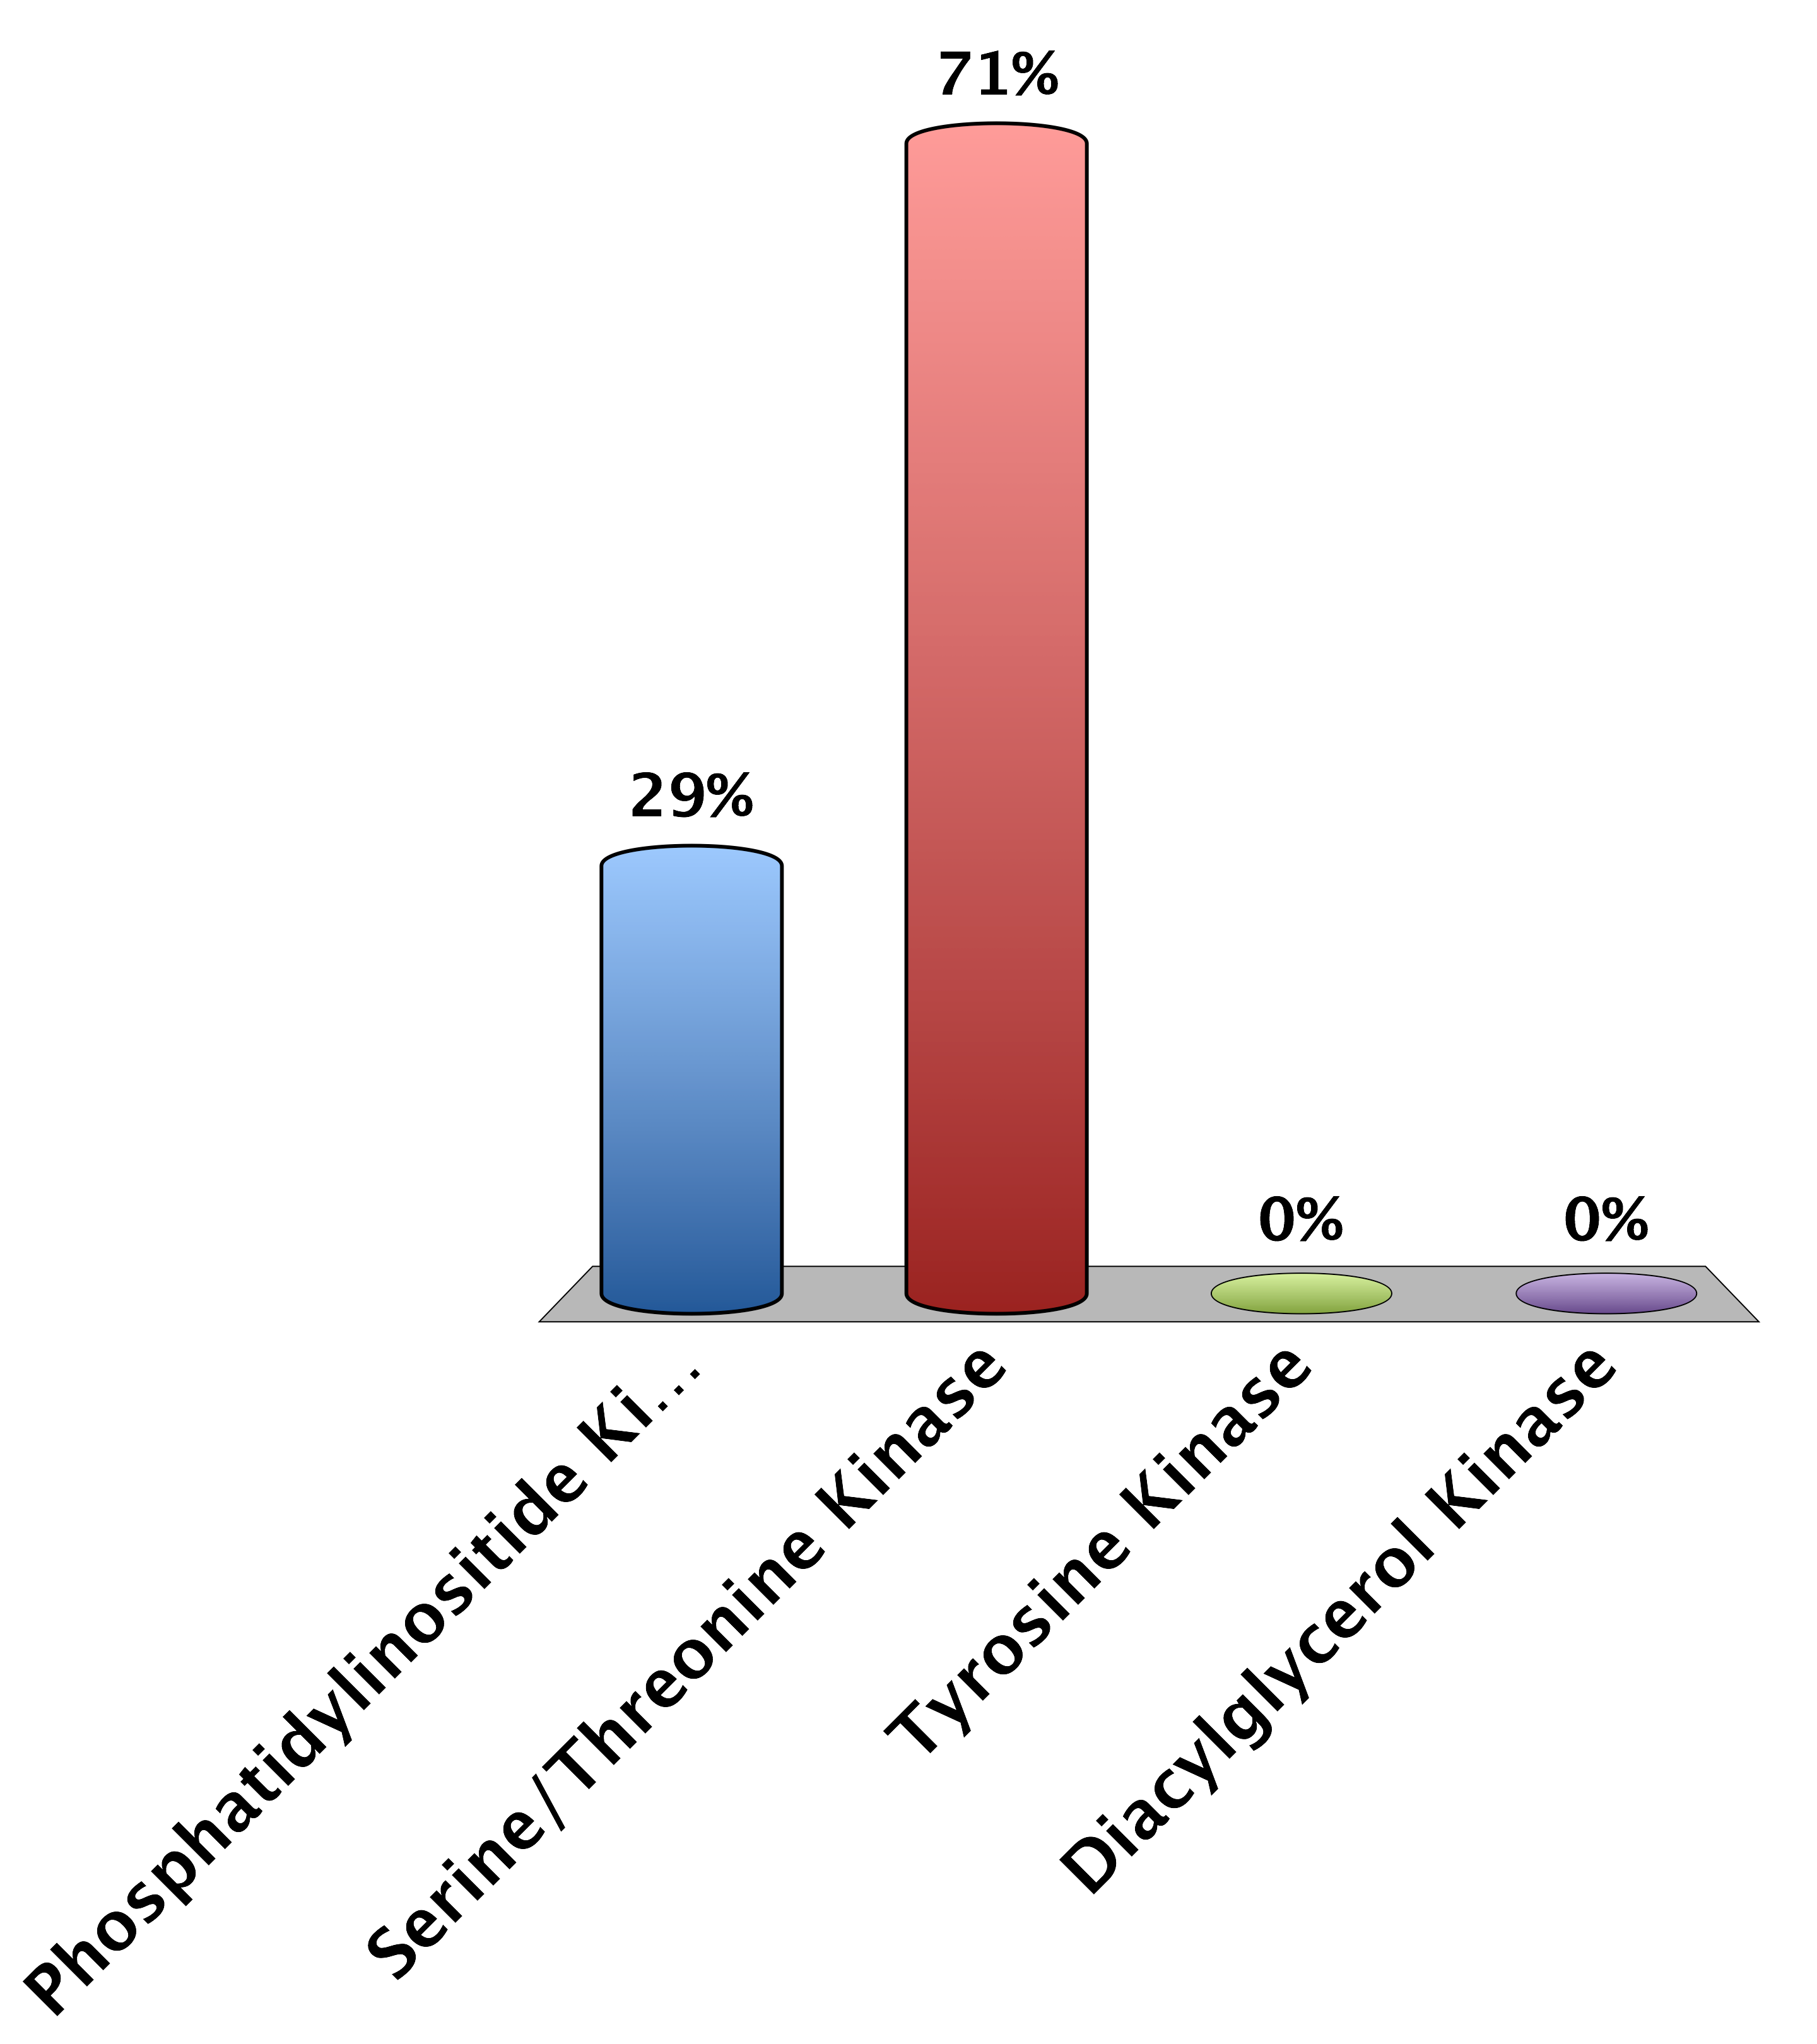 71%
29%
0%
0%
Phosphatidylinositide Ki...
Serine/Threonine Kinase
Tyrosine Kinase
Diacylglycerol Kinase